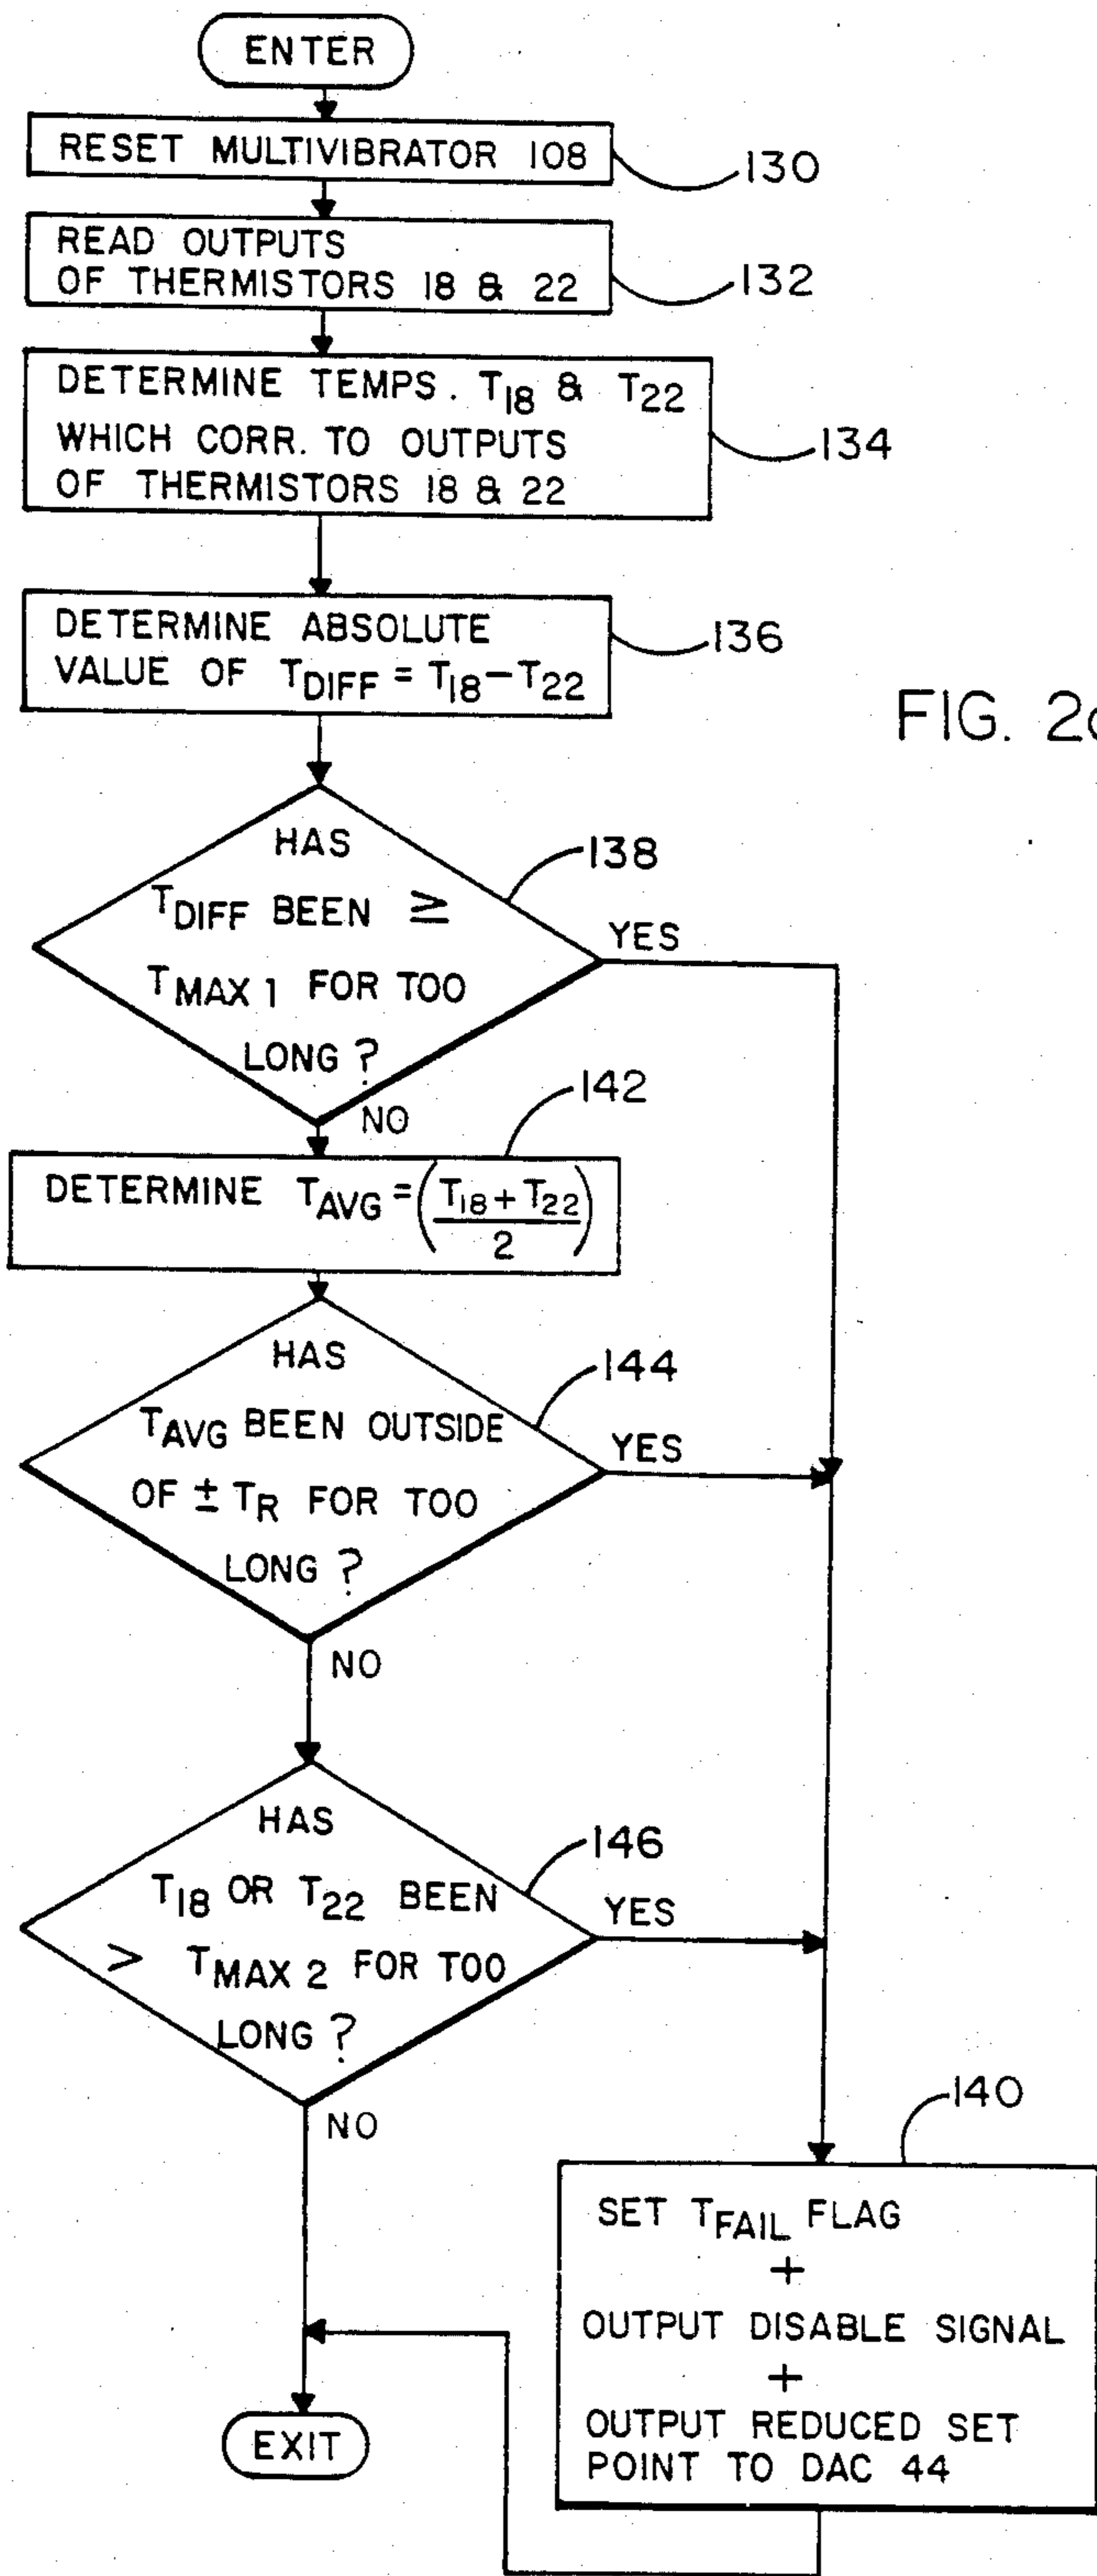 ENTER
RESET MULTIVIBRATOR 108
130
READ OUTPUTS
OF THERMISTORS 18 & 22
132
DETERMINE TEMPS. T18 & T22
WHICH CORR. TO OUTPUTS
OF THERMISTORS 18 & 22
134
DETERMINE ABSOLUTE
VALUE OF TDIFF = T18-T22
136
FIG. 2
HAS
TDIFF BEEN ≥
TMAX 1 FOR TOO
LONG ?
138
YES
NO
142
DETERMINE TAVG = (T18 + T22 / 2)
HAS
TAVG BEEN OUTSIDE
OF ± TR FOR TOO
LONG ?
144
YES
NO
HAS
T18 OR T22 BEEN
> TMAX 2 FOR TOO
LONG ?
146
YES
NO
140
SET TFAIL FLAG
+
OUTPUT DISABLE SIGNAL
+
OUTPUT REDUCED SET
POINT TO DAC 44
EXIT